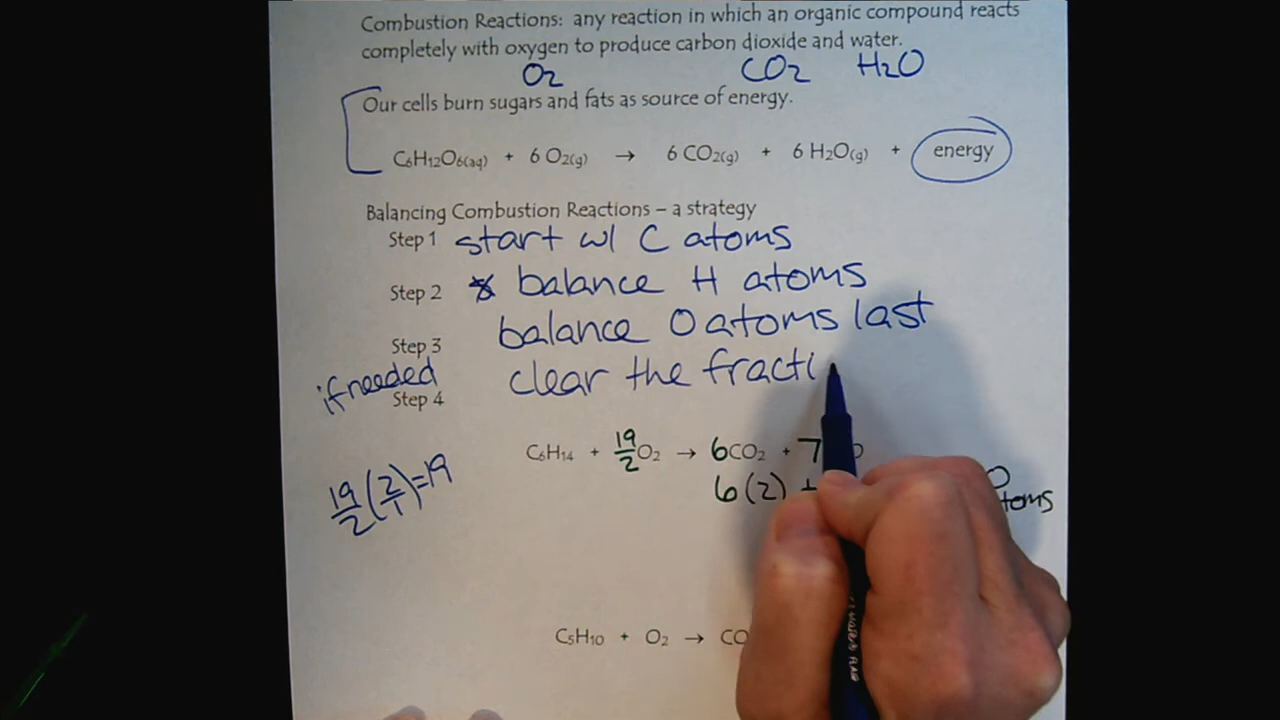 Combustion Reactions: any reaction in which an organic compound reacts
completely with oxygen to produce carbon dioxide and water.
O₂ CO₂ H₂O
Our cells burn sugars and fats as source of energy.
C₆H₁₂O₆(aq) + 6 O₂(g) → 6 CO₂(g) + 6 H₂O(g) + energy
Balancing Combustion Reactions – a strategy
Step 1 start w/ C atoms
Step 2 balance H atoms
Step 3 balance O atoms last
if needed
Step 4 clear the fracti
C₆H₁₄ + 19/2 O₂ → 6CO₂ + 7
6(2) +
O
toms
19/2 (2/1) = 19
C₅H₁₀ + O₂ → CO